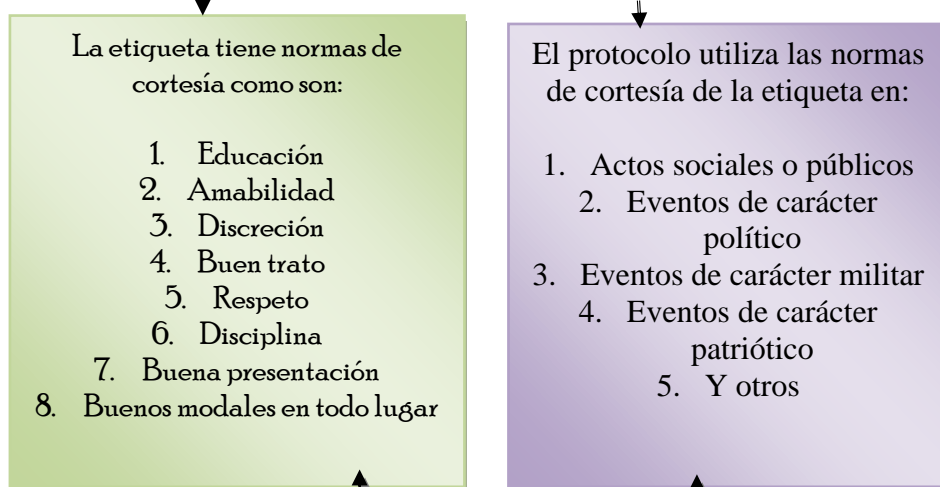 La etiqueta tiene normas de
cortesía como son:
1. Educación
2. Amabilidad
3. Discreción
4. Buen trato
5. Respeto
6. Disciplina
7. Buena presentación
8. Buenos modales en todo lugar
El protocolo utiliza las normas
de cortesía de la etiqueta en:
1. Actos sociales o públicos
2. Eventos de carácter
político
3. Eventos de carácter militar
4. Eventos de carácter
patriótico
5. Y otros